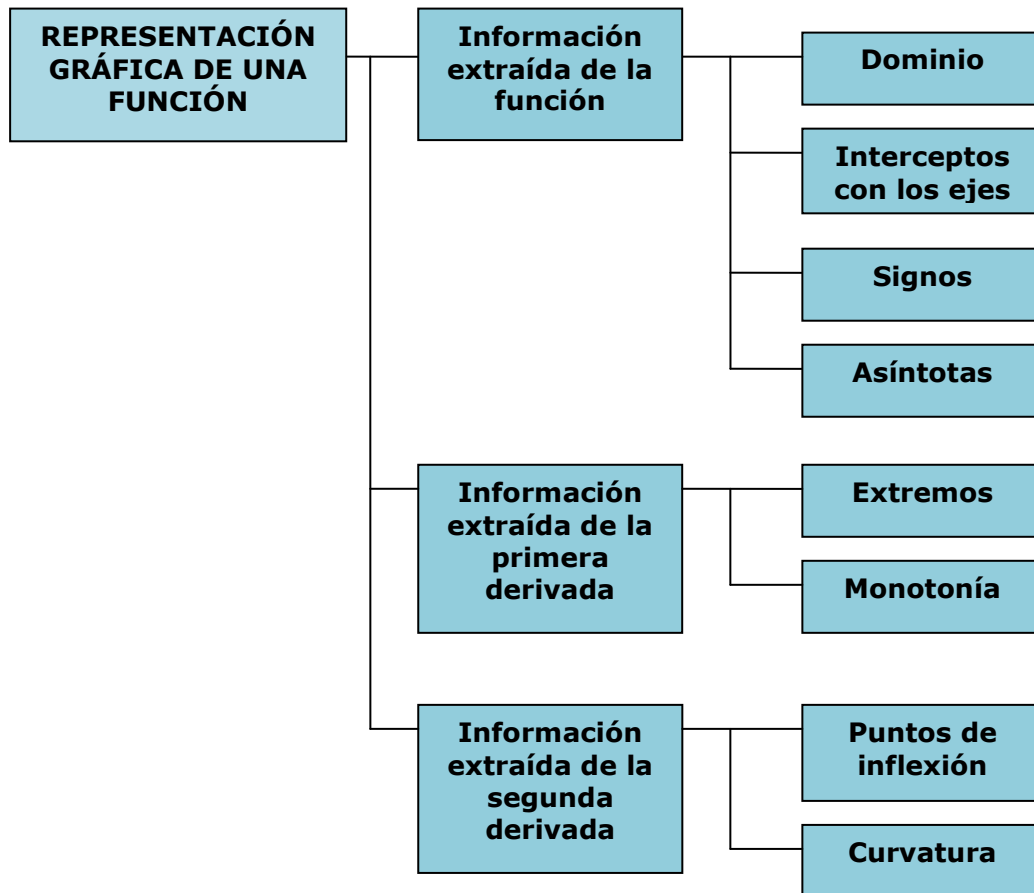 REPRESENTACIÓN
GRÁFICA DE UNA
FUNCIÓN
Información
extraída de la
función
Dominio
Interceptos
con los ejes
Signos
Asíntotas
Información
extraída de la
primera
derivada
Extremos
Monotonía
Información
extraída de la
segunda
derivada
Puntos de
inflexión
Curvatura